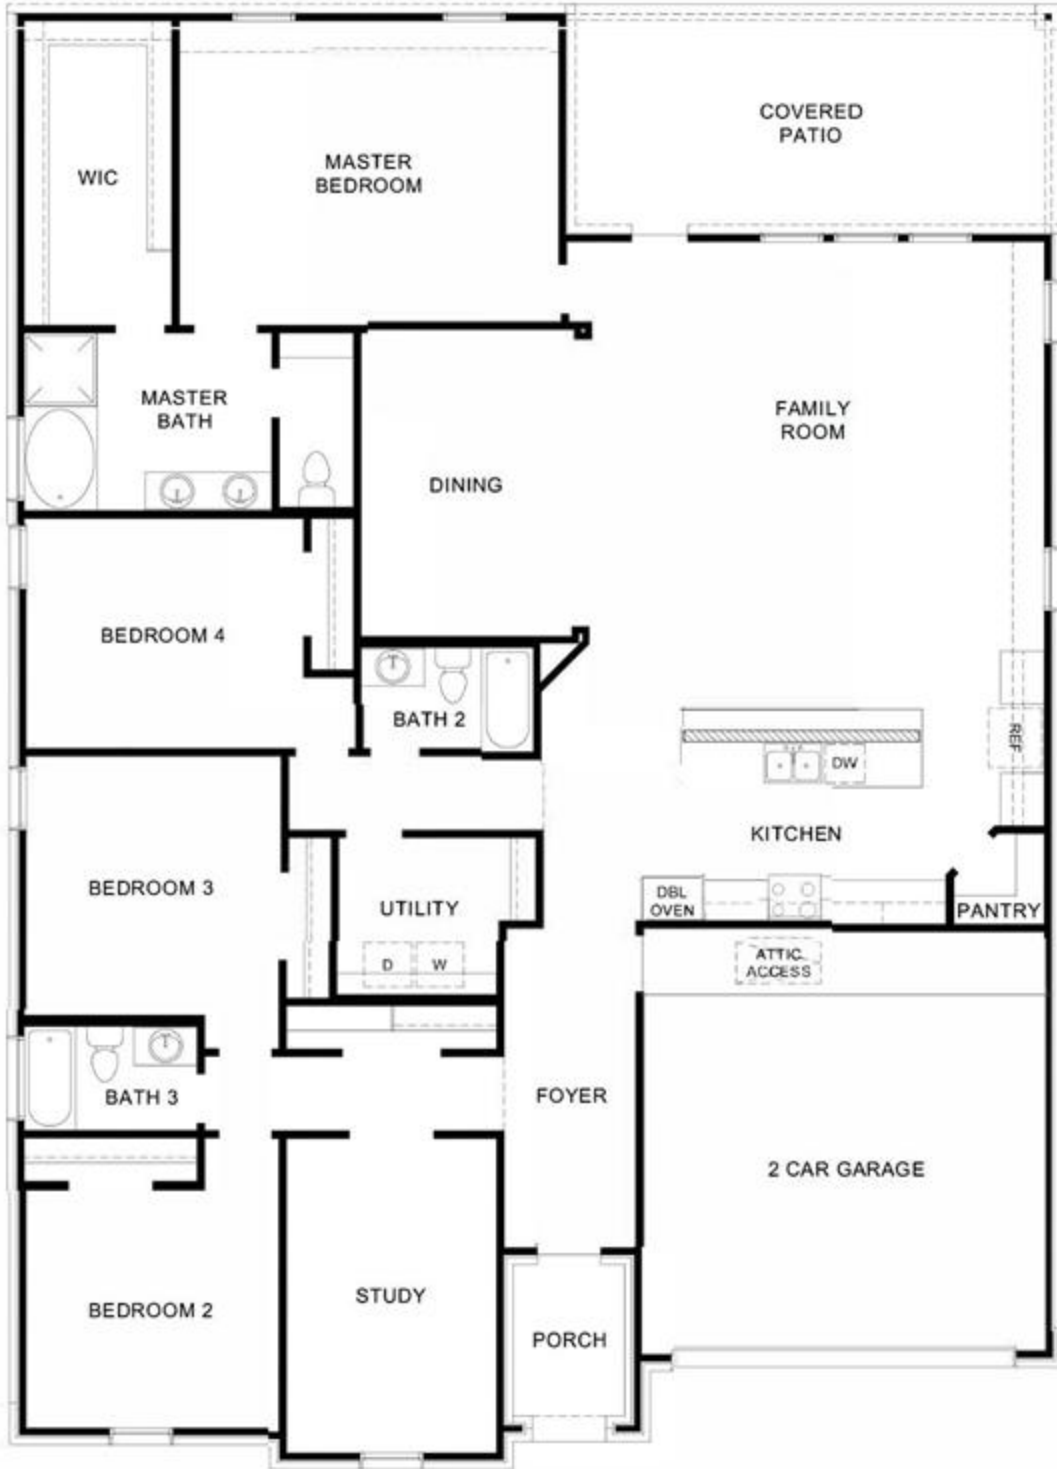 COVERED
PATIO
MASTER
BEDROOM
WIC
MASTER
BATH
FAMILY
ROOM
DINING
BEDROOM 4
BATH 2
REF
DW
KITCHEN
BEDROOM 3
UTILITY
DBL
OVEN
PANTRY
D
W
ATTIC
ACCESS
BATH 3
FOYER
2 CAR GARAGE
BEDROOM 2
STUDY
PORCH